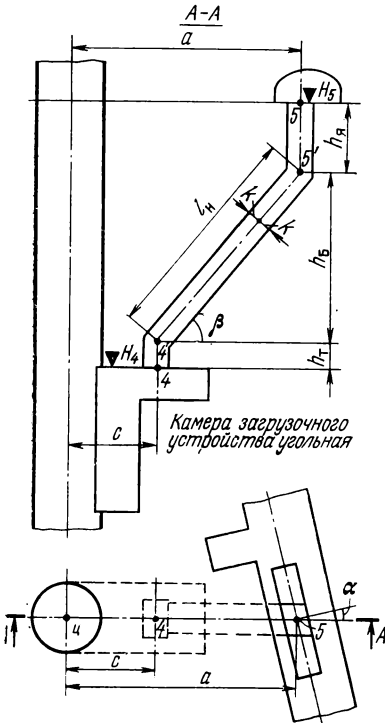 А–А
a
H₅
5
hя
5'
lн
K
K
hб
β
H₄
4'
hт
4
c
Камера загрузочного
устройства угольная
α
I
ц
4
5
A
c
a